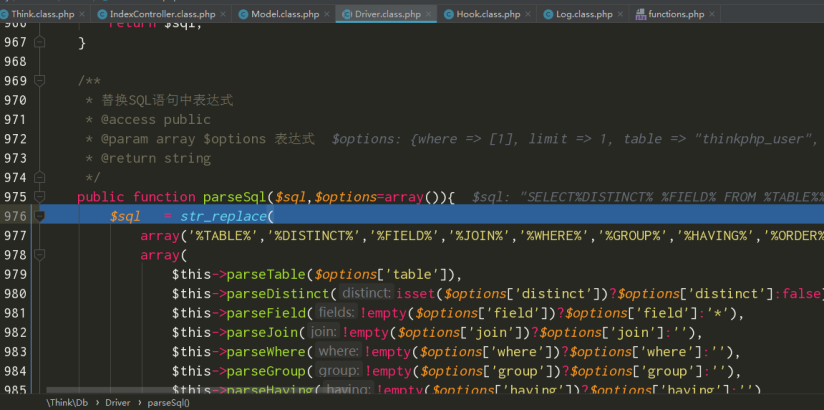 Think.class.php × IndexController.class.php × Model.class.php × Driver.class.php × Hook.class.php × Log.class.php × functions.php ×
966 return $sql;
967 }
968
969 /**
970 * 替换SQL语句中表达式
971 * @access public
972 * @param array $options 表达式 $options: {where => [1], limit => 1, table => "thinkphp_user",
973 * @return string
974 */
975 public function parseSql($sql,$options=array()){ $sql: "SELECT%DISTINCT% %FIELD% FROM %TABLE%%
976 $sql = str_replace(
977 array('%TABLE%','%DISTINCT%','%FIELD%','%JOIN%','%WHERE%','%GROUP%','%HAVING%','%ORDER%
978 array(
979 $this->parseTable($options['table']),
980 $this->parseDistinct( distinct: isset($options['distinct'])?$options['distinct']:false)
981 $this->parseField( fields: !empty($options['field'])?$options['field']:'*'),
982 $this->parseJoin( join: !empty($options['join'])?$options['join']:''),
983 $this->parseWhere( where: !empty($options['where'])?$options['where']:''),
984 $this->parseGroup( group: !empty($options['group'])?$options['group']:''),
985 $this->parseHaving( having: !empty($options['having'])?$options['having']:'')
\Think\Db › Driver › parseSql()